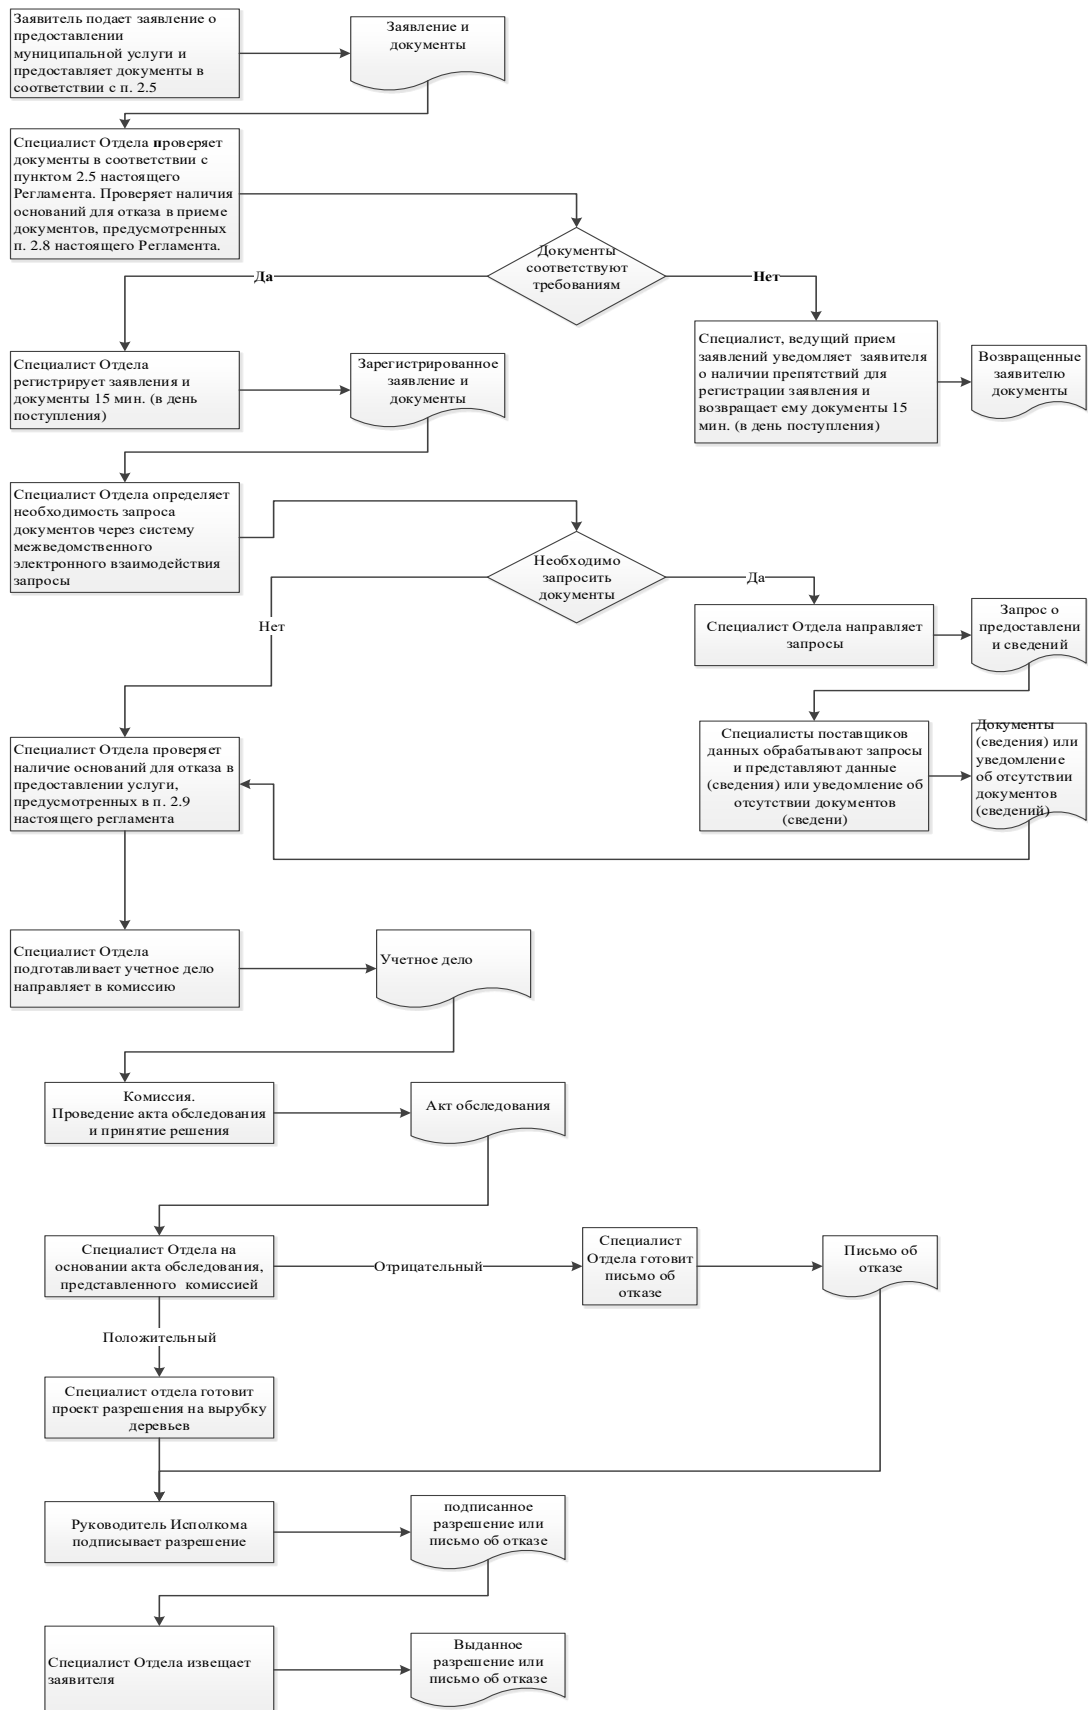 Заявитель подает заявление о
предоставлении
муниципальной услуги и
предоставляет документы в
соответствии с п. 2.5
Заявление и
документы
Специалист Отдела проверяет
документы в соответствии с
пунктом 2.5 настоящего
Регламента. Проверяет наличия
оснований для отказа в приеме
документов, предусмотренных
п. 2.8 настоящего Регламента.
Документы
соответствуют
требованиям
Да
Нет
Специалист Отдела
регистрирует заявления и
документы 15 мин. (в день
поступления)
Зарегистрированное
заявление и
документы
Специалист, ведущий прием
заявлений уведомляет заявителя
о наличии препятствий для
регистрации заявления и
возвращает ему документы 15
мин. (в день поступления)
Возвращенные
заявителю
документы
Специалист Отдела определяет
необходимость запроса
документов через систему
межведомственного
электронного взаимодействия
запросы
Необходимо
запросить
документы
Да
Нет
Специалист Отдела направляет
запросы
Запрос о
предоставлени
и сведений
Специалисты поставщиков
данных обрабатывают запросы
и представляют данные
(сведения) или уведомление об
отсутствии документов
(сведени)
Документы
(сведения) или
уведомление
об отсутствии
документов
(сведений)
Специалист Отдела проверяет
наличие оснований для отказа в
предоставлении услуги,
предусмотренных в п. 2.9
настоящего регламента
Специалист Отдела
подготавливает учетное дело
направляет в комиссию
Учетное дело
Комиссия.
Проведение акта обследования
и принятие решения
Акт обследования
Специалист Отдела на
основании акта обследования,
представленного комиссией
Отрицательный
Специалист
Отдела готовит
письмо об
отказе
Письмо об
отказе
Положительный
Специалист отдела готовит
проект разрешения на вырубку
деревьев
Руководитель Исполкома
подписывает разрешение
подписанное
разрешение или
письмо об отказе
Специалист Отдела извещает
заявителя
Выданное
разрешение или
письмо об отказе